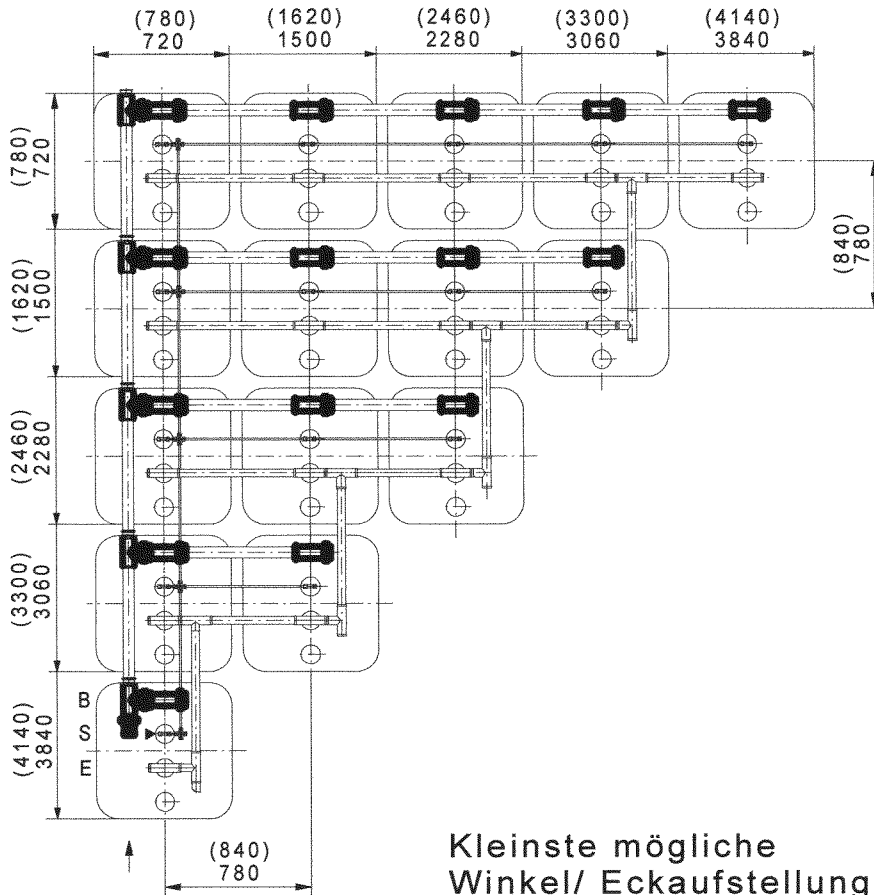 (780) (1620) (2460) (3300) (4140)
720 1500 2280 3060 3840
(780)
720
(840)
780
(1620)
1500
(2460)
2280
(3300)
3060
B
S
E
(4140)
3840
(840)
780
Kleinste mögliche
Winkel/ Eckaufstellung